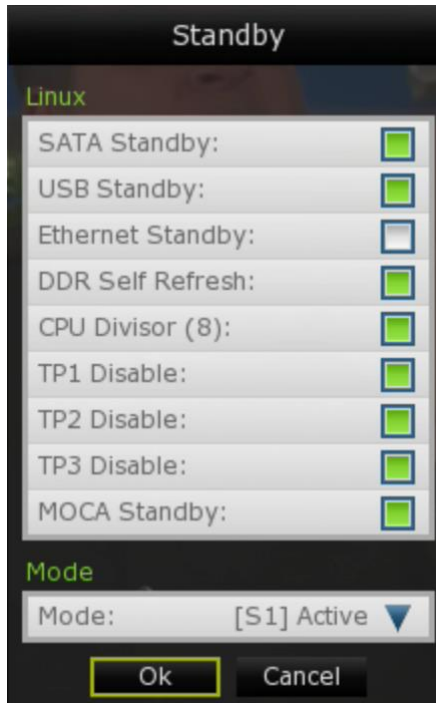 Standby
Linux
SATA Standby:
USB Standby:
Ethernet Standby:
DDR Self Refresh:
CPU Divisor (8):
TP1 Disable:
TP2 Disable:
TP3 Disable:
MOCA Standby:
Mode
Mode: [S1] Active
Ok Cancel